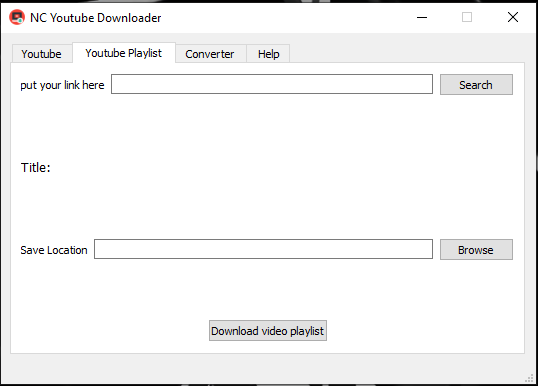 NC Youtube Downloader
Youtube Youtube Playlist Converter Help
put your link here Search
Title:
Save Location Browse
Download video playlist